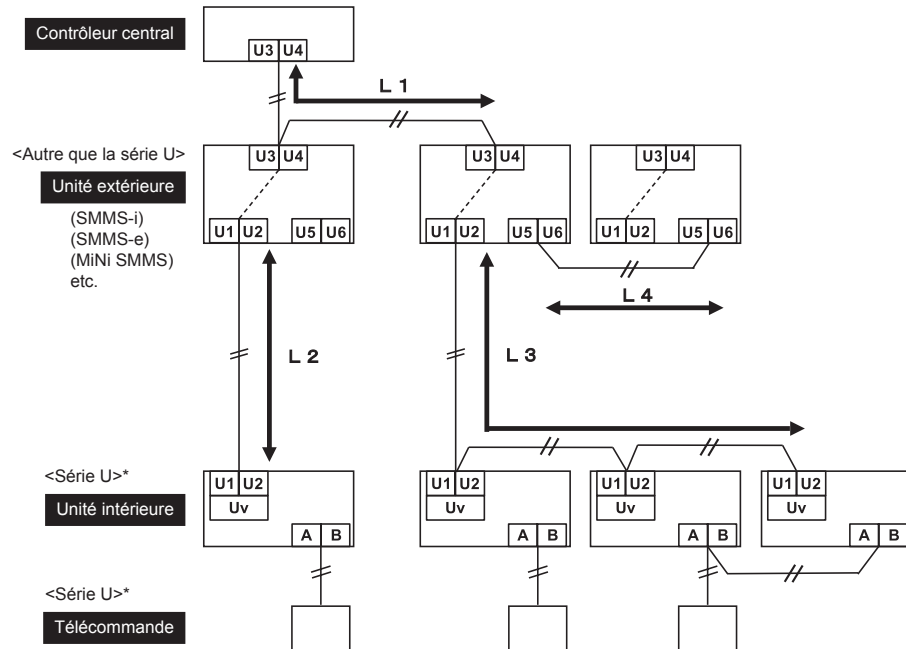 Contrôleur central
U3 U4
L 1
<Autre que la série U>
Unité extérieure
(SMMS-i)
(SMMS-e)
(MiNi SMMS)
etc.
U3 U4
U3 U4
U3 U4
U1 U2
U5 U6
U1 U2
U5 U6
U1 U2
U5 U6
L 4
L 2
L 3
<Série U>*
Unité intérieure
U1 U2
Uv
A B
U1 U2
Uv
A B
U1 U2
Uv
A B
U1 U2
Uv
A B
<Série U>*
Télécommande